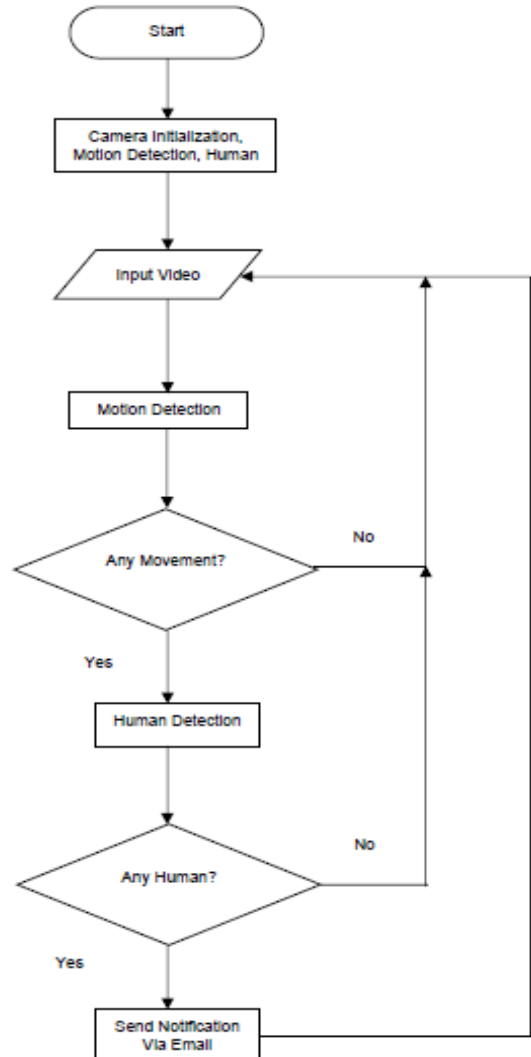 Start
Camera Initialization,
Motion Detection, Human
Input Video
Motion Detection
Any Movement?
No
Yes
Human Detection
Any Human?
No
Yes
Send Notification
Via Email